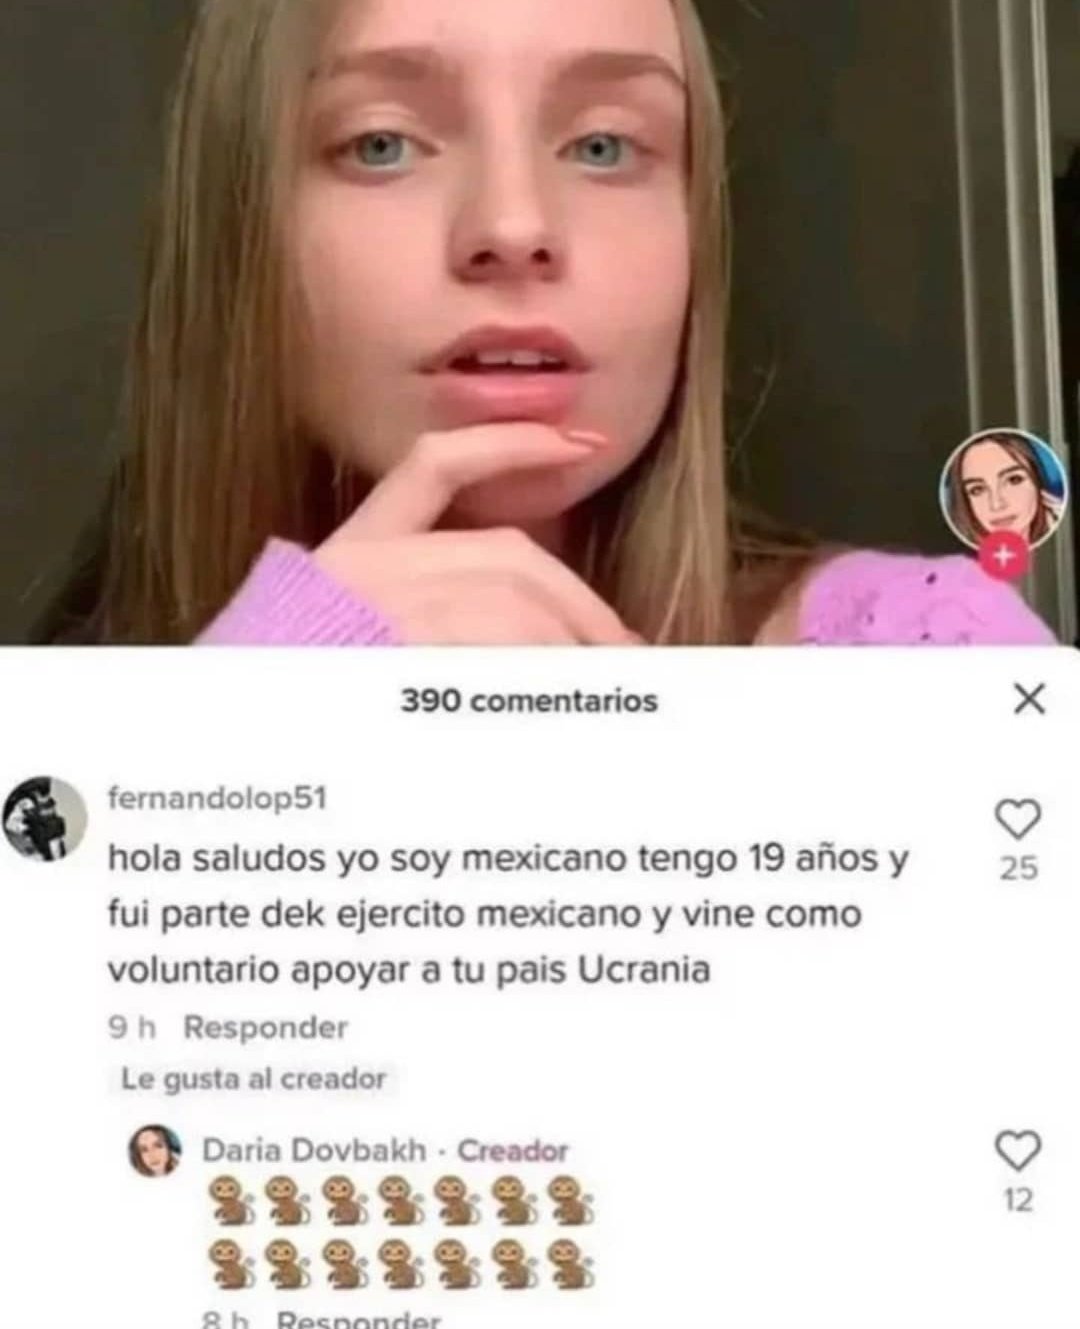 390 comentarios
fernandolop51
hola saludos yo soy mexicano tengo 19 años y
fui parte dek ejercito mexicano y vine como
voluntario apoyar a tu pais Ucrania
25
9 h Responder
Le gusta al creador
Daria Dovbakh · Creador
🐒🐒🐒🐒🐒🐒🐒
🐒🐒🐒🐒🐒🐒🐒
12
8 h Responder